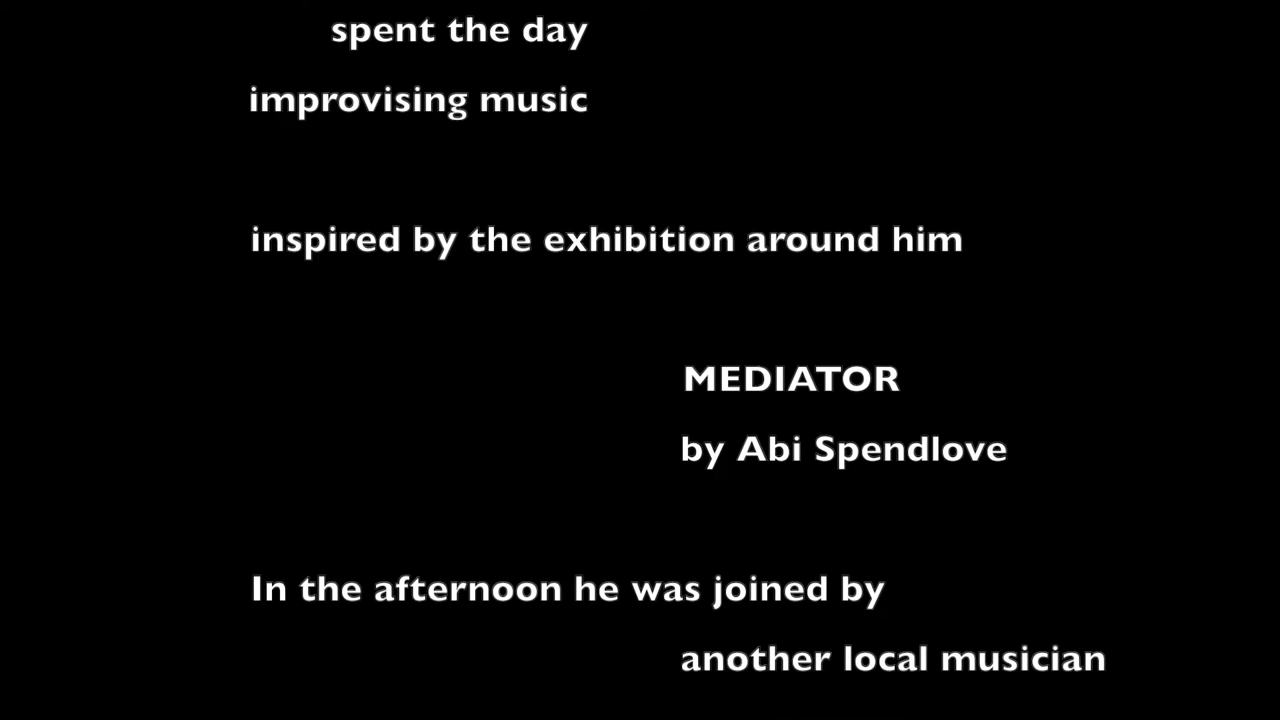 spent the day
improvising music
inspired by the exhibition around him
MEDIATOR
by Abi Spendlove
In the afternoon he was joined by
another local musician